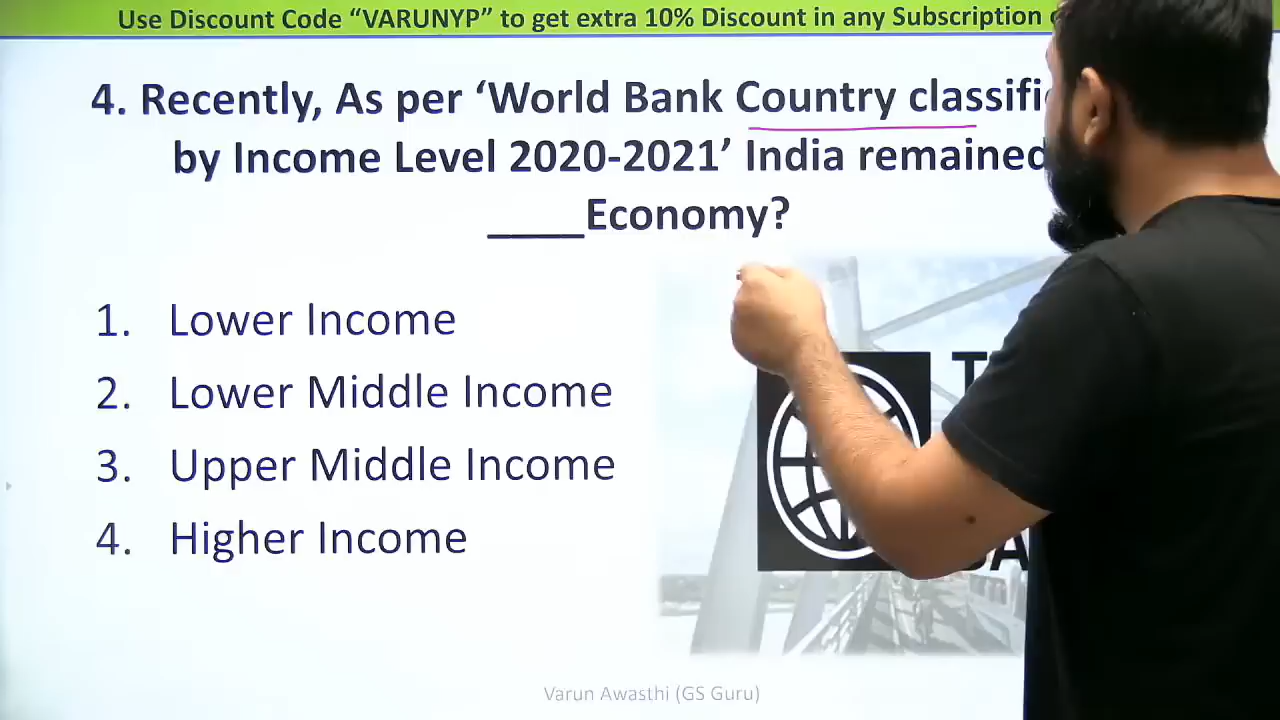 Use Discount Code “VARUNYP” to get extra 10% Discount in any Subscription
4. Recently, As per ‘World Bank Country
by Income Level 2020-2021’ India remained
____Economy?
1. Lower Income
2. Lower Middle Income
3. Upper Middle Income
4. Higher Income
Varun Awasthi (GS Guru)